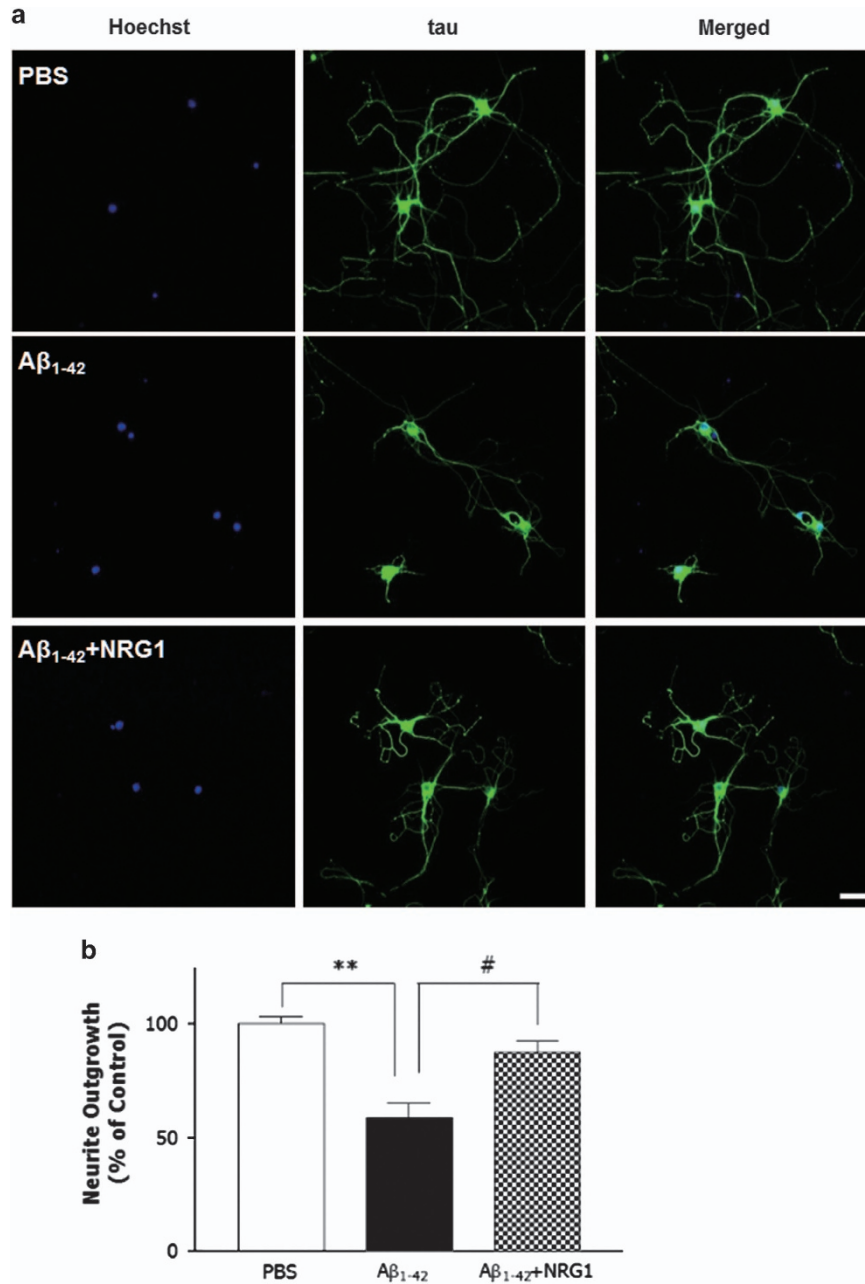 a
Hoechst tau Merged
PBS
Aβ₁₋₄₂
Aβ₁₋₄₂+NRG1
b
** #
100
50
0
Neurite Outgrowth
(% of Control)
PBS Aβ₁₋₄₂ Aβ₁₋₄₂+NRG1